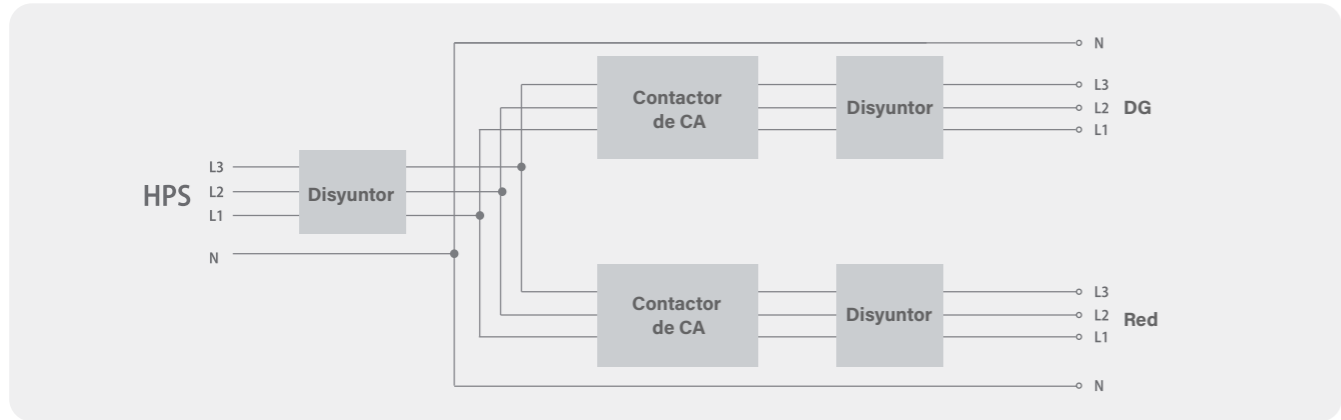 N
L3
Contactor
de CA
Disyuntor
L2 DG
L1
L3
HPS L2
Disyuntor
L1
N
L3
Contactor
de CA
Disyuntor
L2 Red
L1
N